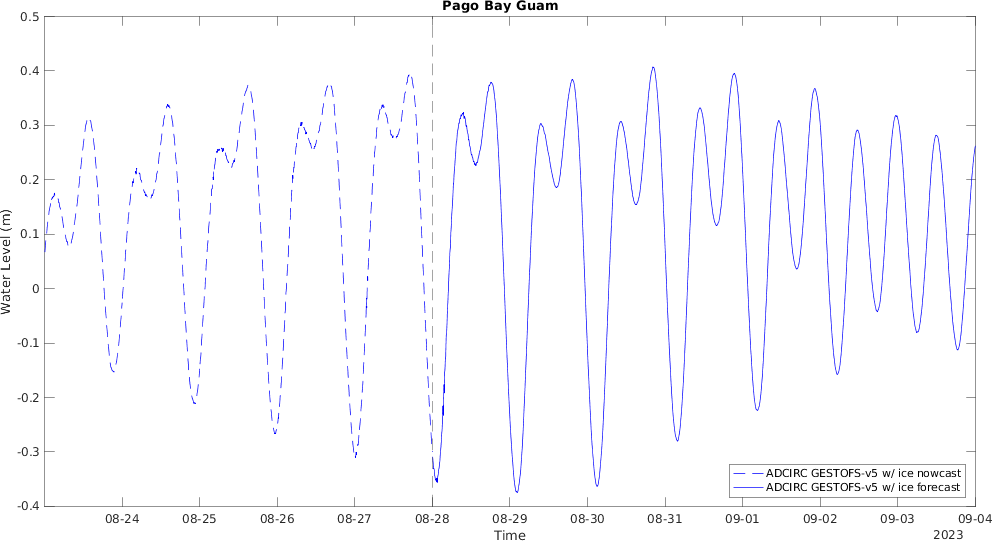 Pago Bay Guam
0.5
0.4
0.3
0.2
0.1
0
-0.1
-0.2
-0.3
-0.4
Water Level (m)
ADCIRC GESTOFS-v5 w/ ice nowcast
ADCIRC GESTOFS-v5 w/ ice forecast
08-24 08-25 08-26 08-27 08-28 08-29 08-30 08-31 09-01 09-02 09-03 09-04
Time
2023